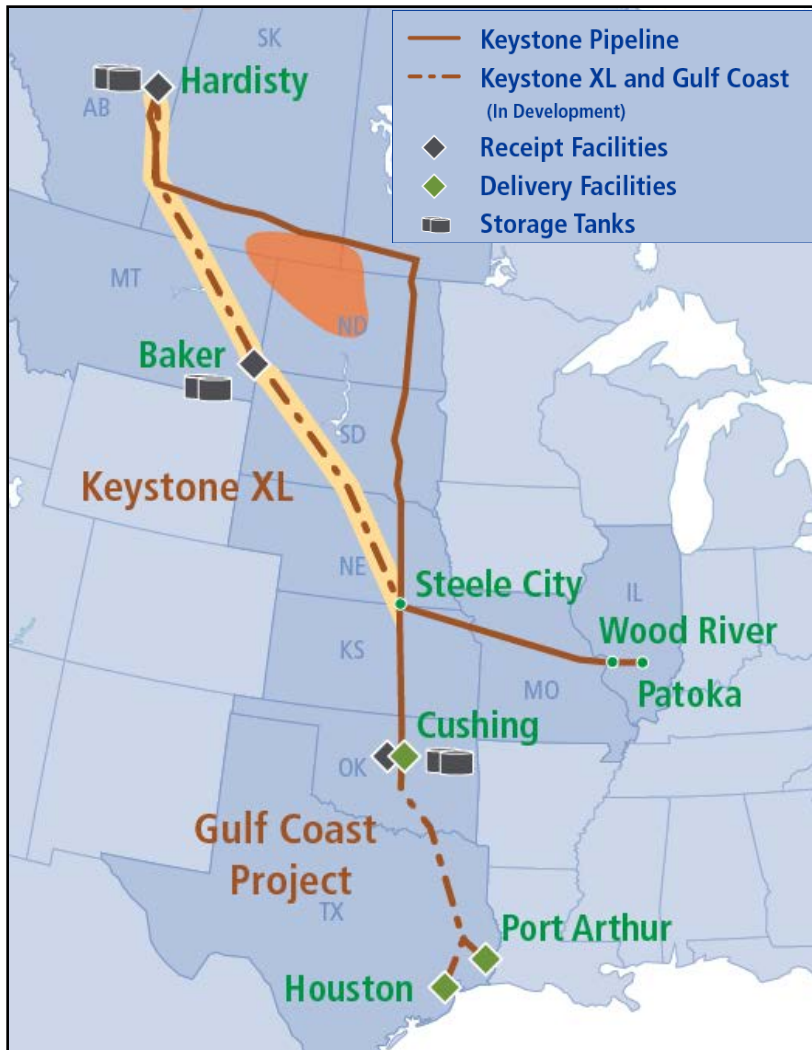 SK
Keystone Pipeline
Keystone XL and Gulf Coast
(In Development)
Receipt Facilities
Delivery Facilities
Storage Tanks
Hardisty
AB
MT
ND
Baker
SD
Keystone XL
NE
Steele City
IL
Wood River
KS
MO
Patoka
Cushing
OK
Gulf Coast
Project
TX
Port Arthur
Houston